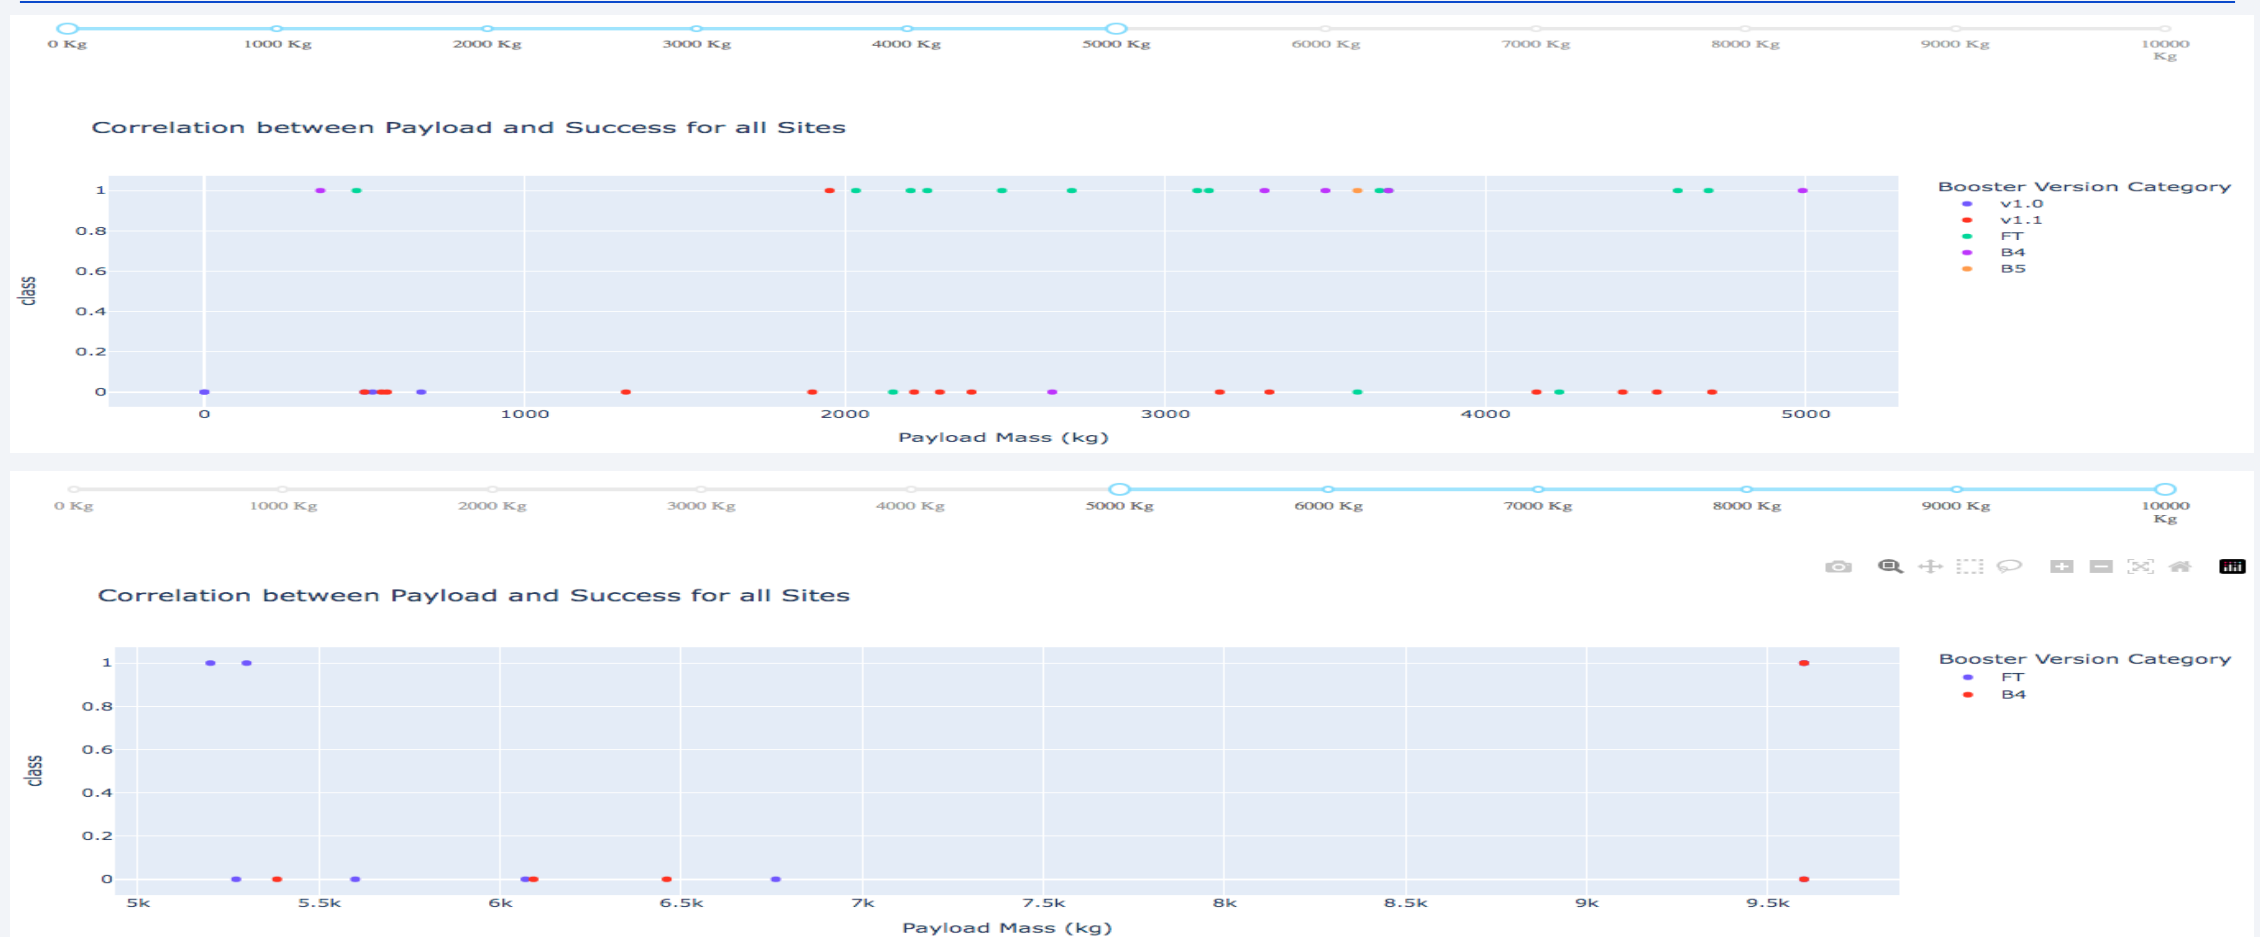 0 Kg 1000 Kg 2000 Kg 3000 Kg 4000 Kg 5000 Kg 6000 Kg 7000 Kg 8000 Kg 9000 Kg 10000
Kg
Correlation between Payload and Success for all Sites
Booster Version Category
v1.0
v1.1
FT
B4
B5
1
0.8
0.6
0.4
0.2
0
class
0 1000 2000 3000 4000 5000
Payload Mass (kg)
0 Kg 1000 Kg 2000 Kg 3000 Kg 4000 Kg 5000 Kg 6000 Kg 7000 Kg 8000 Kg 9000 Kg 10000
Kg
Correlation between Payload and Success for all Sites
Booster Version Category
FT
B4
1
0.8
0.6
0.4
0.2
0
class
5k 5.5k 6k 6.5k 7k 7.5k 8k 8.5k 9k 9.5k
Payload Mass (kg)